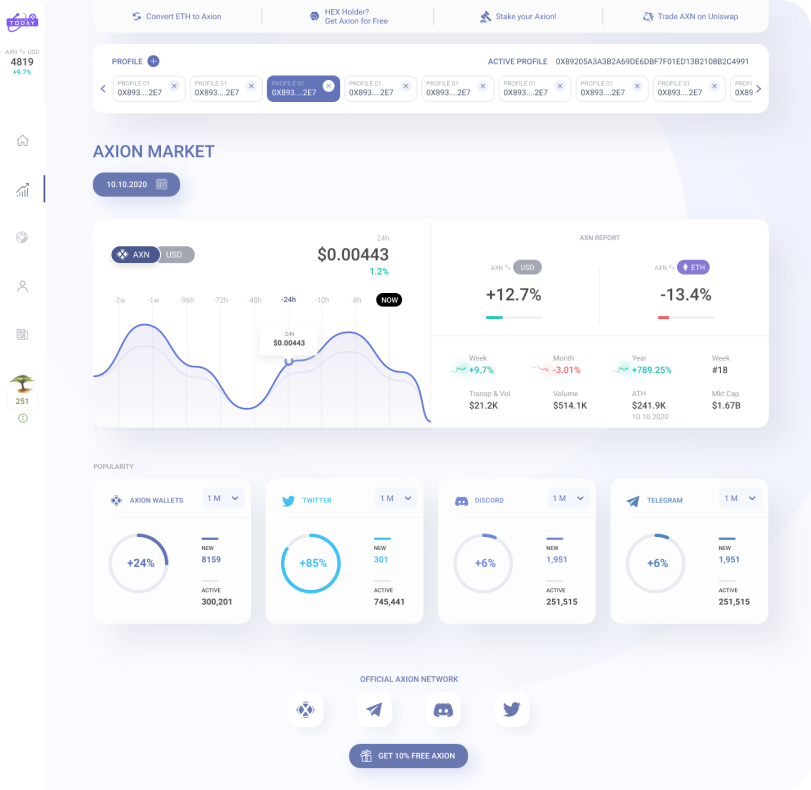 TODAY
AXN ⇆ USD
4819
+9.7%
251
Convert ETH to Axion
HEX Holder?
Get Axion for Free
Stake your Axion!
Trade AXN on Uniswap
PROFILE
ACTIVE PROFILE 0X89205A3A3B2A69DE6DBF7F01ED13B2108B2C4991
PROFILE 01
0X893....2E7
PROFILE 01
0X893....2E7
PROFILE 01
0X893....2E7
PROFILE 01
0X893....2E7
PROFILE 01
0X893....2E7
PROFILE 01
0X893....2E7
PROFILE 01
0X893....2E7
PROFILE 01
0X893....2E7
PROFI
0X89
AXION MARKET
10.10.2020
AXN USD
24h
$0.00443
1.2%
-2w -1w -96h -72h -48h -24h -10h -8h NOW
-24h
$0.00443
AXN REPORT
AXN ⇆ USD
+12.7%
AXN ⇆ ETH
-13.4%
Week
+9.7%
Month
-3.01%
Year
+789.25%
Week
#18
Transp & Vol
$21.2K
Volume
$514.1K
ATH
$241.9K
10.10.2020
Mkt Cap
$1.67B
POPULARITY
AXION WALLETS 1 M
+24%
NEW
8159
ACTIVE
300,201
TWITTER 1 M
+85%
NEW
301
ACTIVE
745,441
DISCORD 1 M
+6%
NEW
1,951
ACTIVE
251,515
TELEGRAM 1 M
+6%
NEW
1,951
ACTIVE
251,515
OFFICIAL AXION NETWORK
GET 10% FREE AXION